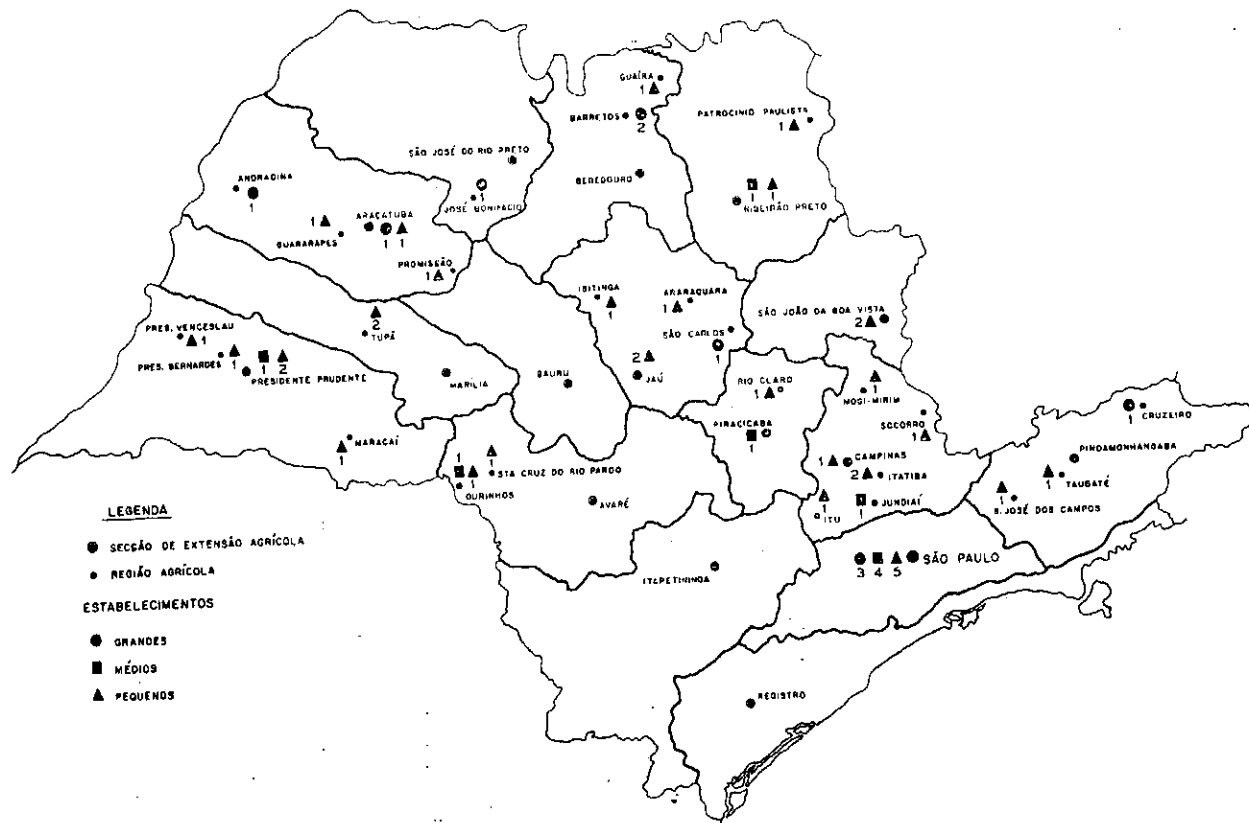 GUAÍRA
1
BARRETOS
2
PATROCINIO PAULISTA
1
SÃO JOSÉ DO RIO PRETO
BEBEDOURO
ANDRADINA
1
1
JOSÉ BONIFACIO
1 1
RIBEIRÃO PRETO
1
ARAÇATUBA
GUARARAPES
1 1
PROMISSÃO
1
IBITINGA
1
ARARAQUARA
1
SÃO JOÃO DA BOA VISTA
2
PRES. VENCESLAU
1
2
TUPÃ
SÃO CARLOS
1
PRES. BERNARDES
1 1 2
PRESIDENTE PRUDENTE
MARÍLIA
BAURU
2
JAÚ
RIO CLARO
1
1
MOGI-MIRIM
SOCORRO
1
1
CRUZEIRO
PIRACICABA
1
MARACAÍ
1
1 1
1
STA CRUZ DO RIO PARDO
OURINHOS
AVARÉ
1
CAMPINAS
2
ITATIBA
1
ITU
1
JUNDIAÍ
PINDAMONHANGABA
1
TAUBATÉ
1
S. JOSÉ DOS CAMPOS
LEGENDA
SECSÃO DE EXTENSÃO AGRÍCOLA
REGIÃO AGRÍCOLA
ESTABELECIMENTOS
GRANDES
MÉDIOS
PEQUENOS
ITAPETININGA
SÃO PAULO
3 4 5
REGISTRO